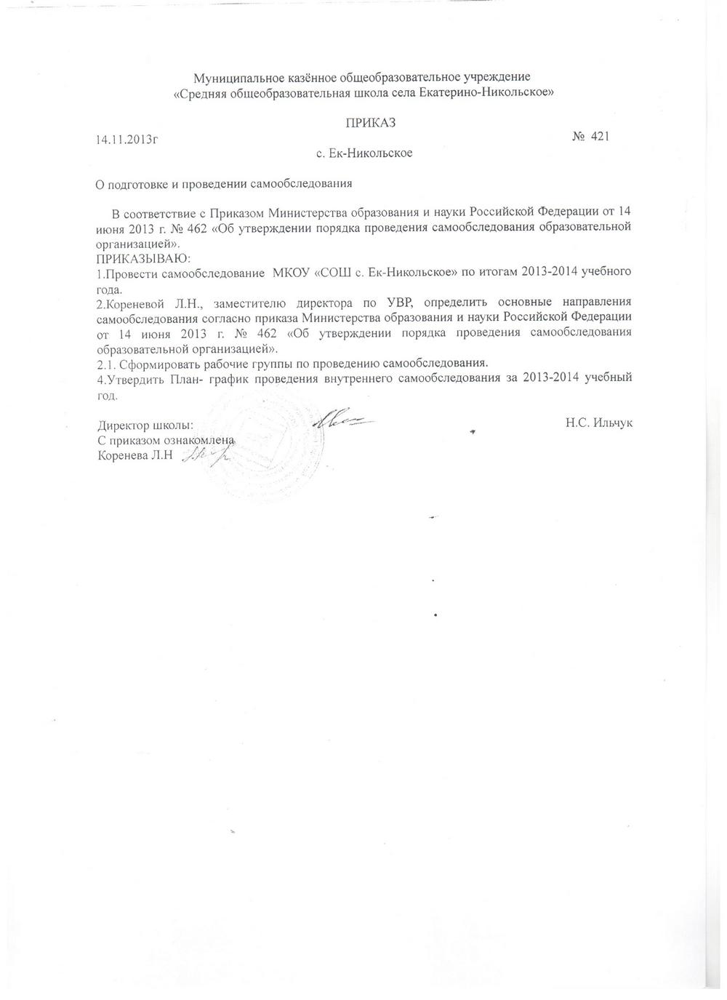 Муниципальное казённое общеобразовательное учреждение
«Средняя общеобразовательная школа села Екатерино-Никольское»
ПРИКАЗ
14.11.2013г № 421
с. Ек-Никольское
О подготовке и проведении самообследования
В соответствие с Приказом Министерства образования и науки Российской Федерации от 14
июня 2013 г. № 462 «Об утверждении порядка проведения самообследования образовательной
организацией».
ПРИКАЗЫВАЮ:
1.Провести самообследование МКОУ «СОШ с. Ек-Никольское» по итогам 2013-2014 учебного
года.
2.Кореневой Л.Н., заместителю директора по УВР, определить основные направления
самообследования согласно приказа Министерства образования и науки Российской Федерации
от 14 июня 2013 г. № 462 «Об утверждении порядка проведения самообследования
образовательной организацией».
2.1. Сформировать рабочие группы по проведению самообследования.
4.Утвердить План- график проведения внутреннего самообследования за 2013-2014 учебный
год.
Директор школы: Н.С. Ильчук
С приказом ознакомлена
Коренева Л.Н